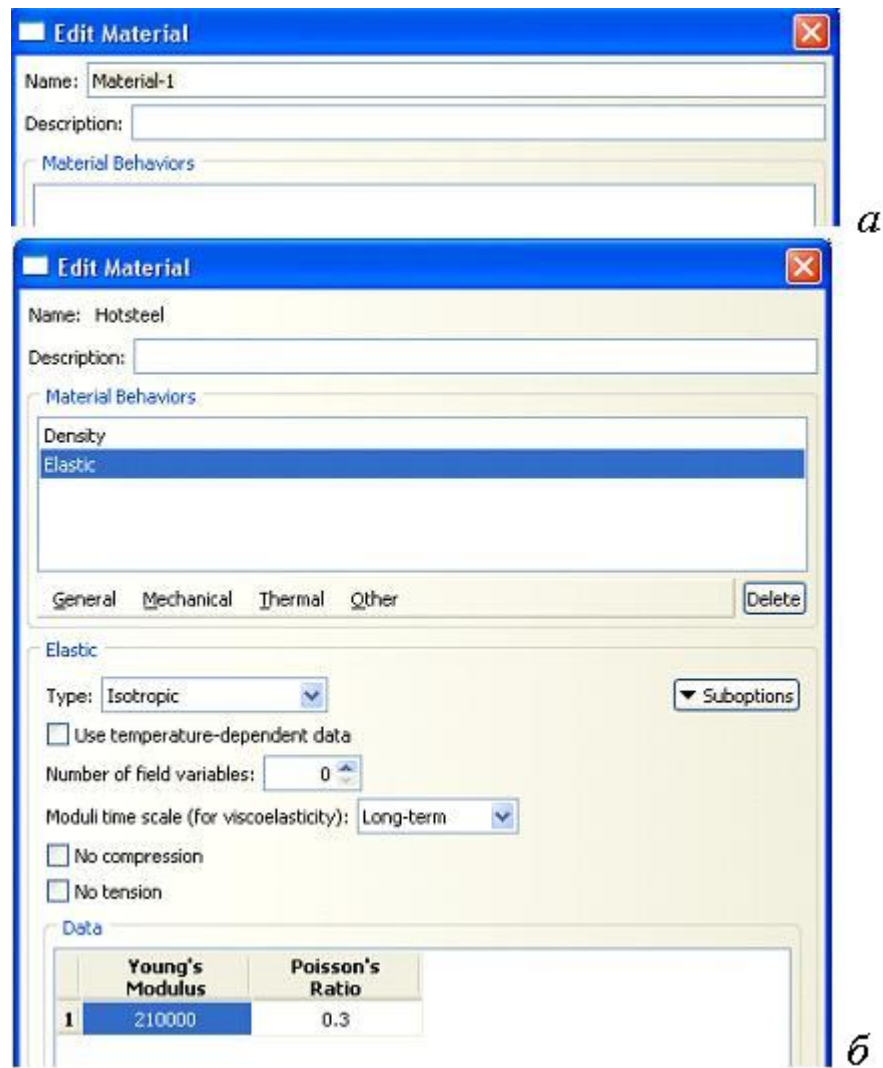 Edit Material
Name: Material-1
Description:
Material Behaviors
а
Edit Material
Name: Hotsteel
Description:
Material Behaviors
Density
Elastic
General Mechanical Thermal Other Delete
Elastic
Type: Isotropic Suboptions
Use temperature-dependent data
Number of field variables: 0
Moduli time scale (for viscoelasticity): Long-term
No compression
No tension
Data
Young's Poisson's
Modulus Ratio
1 210000 0.3
б